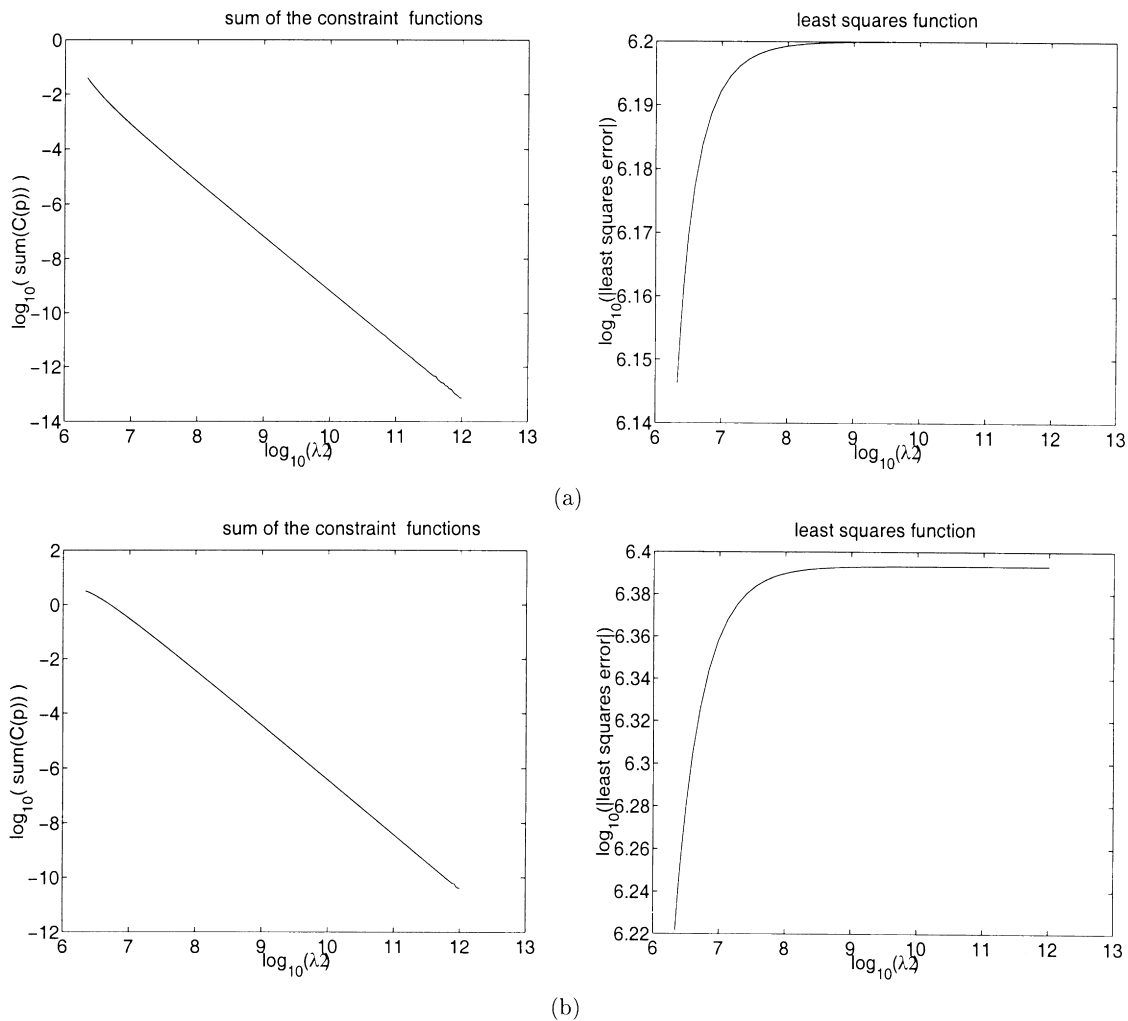 sum of the constraint functions
0
−2
−4
−6
−8
−10
−12
−14
log10( sum(C(p)) )
6 7 8 9 10 11 12 13
log10(λ2)
least squares function
6.2
6.19
6.18
6.17
6.16
6.15
6.14
log10(|least squares error|)
6 7 8 9 10 11 12 13
log10(λ2)
(a)
sum of the constraint functions
2
0
−2
−4
−6
−8
−10
−12
log10( sum(C(p)) )
6 7 8 9 10 11 12 13
log10(λ2)
least squares function
6.4
6.38
6.36
6.34
6.32
6.3
6.28
6.26
6.24
6.22
log10(|least squares error|)
6 7 8 9 10 11 12 13
log10(λ2)
(b)